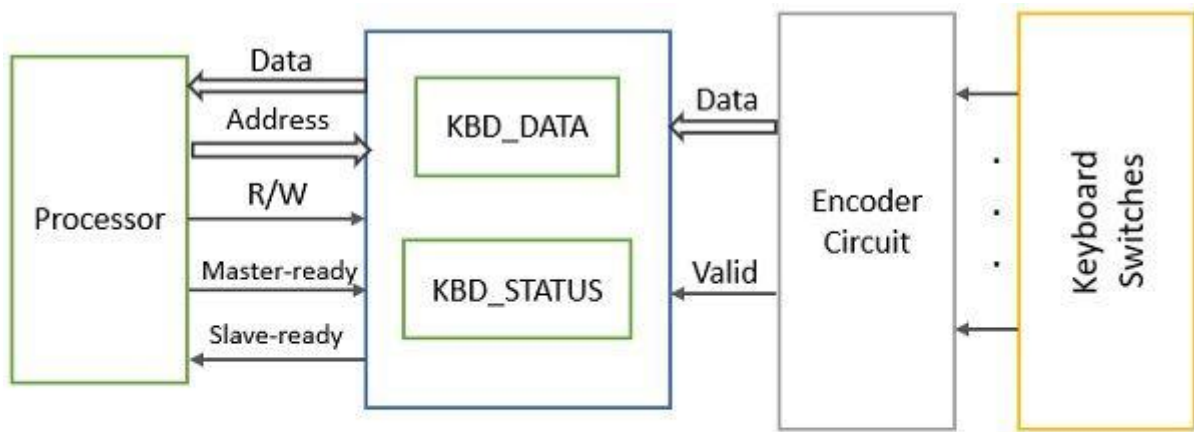 Processor
Data
Address
R/W
Master-ready
Slave-ready
KBD_DATA
KBD_STATUS
Data
Valid
Encoder
Circuit
Keyboard
Switches